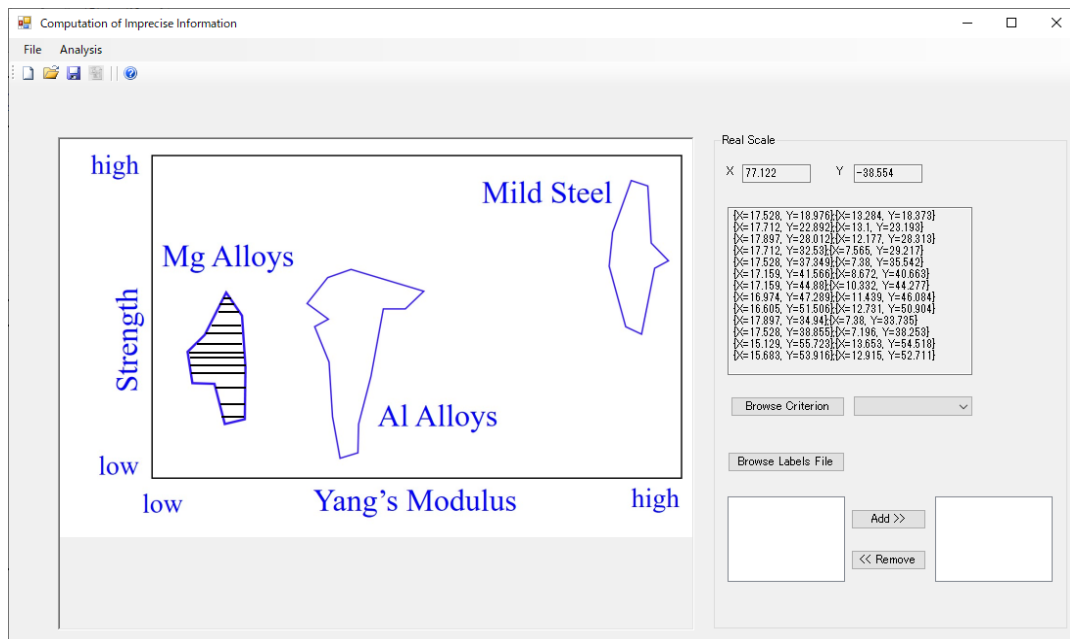 Computation of Imprecise Information
File Analysis
high
Mild Steel
Mg Alloys
Strength
Al Alloys
low
low
Yang's Modulus
high
Real Scale
X 77.122 Y -38.554
{X=17.528, Y=18.976};{X=13.284, Y=18.373}
{X=17.712, Y=22.892};{X=13.1, Y=23.193}
{X=17.897, Y=28.012};{X=12.177, Y=28.313}
{X=17.712, Y=32.53};{X=7.565, Y=29.217}
{X=17.528, Y=37.349};{X=7.38, Y=35.542}
{X=17.159, Y=41.566};{X=8.672, Y=40.663}
{X=17.159, Y=44.88};{X=10.332, Y=44.277}
{X=16.974, Y=47.289};{X=11.439, Y=46.084}
{X=16.605, Y=51.506};{X=12.731, Y=50.904}
{X=17.897, Y=34.94};{X=7.38, Y=33.735}
{X=17.528, Y=38.855};{X=7.196, Y=38.253}
{X=15.129, Y=55.723};{X=13.653, Y=54.518}
{X=15.683, Y=53.916};{X=12.915, Y=52.711}
Browse Criterion
Browse Labels File
Add >>
<< Remove